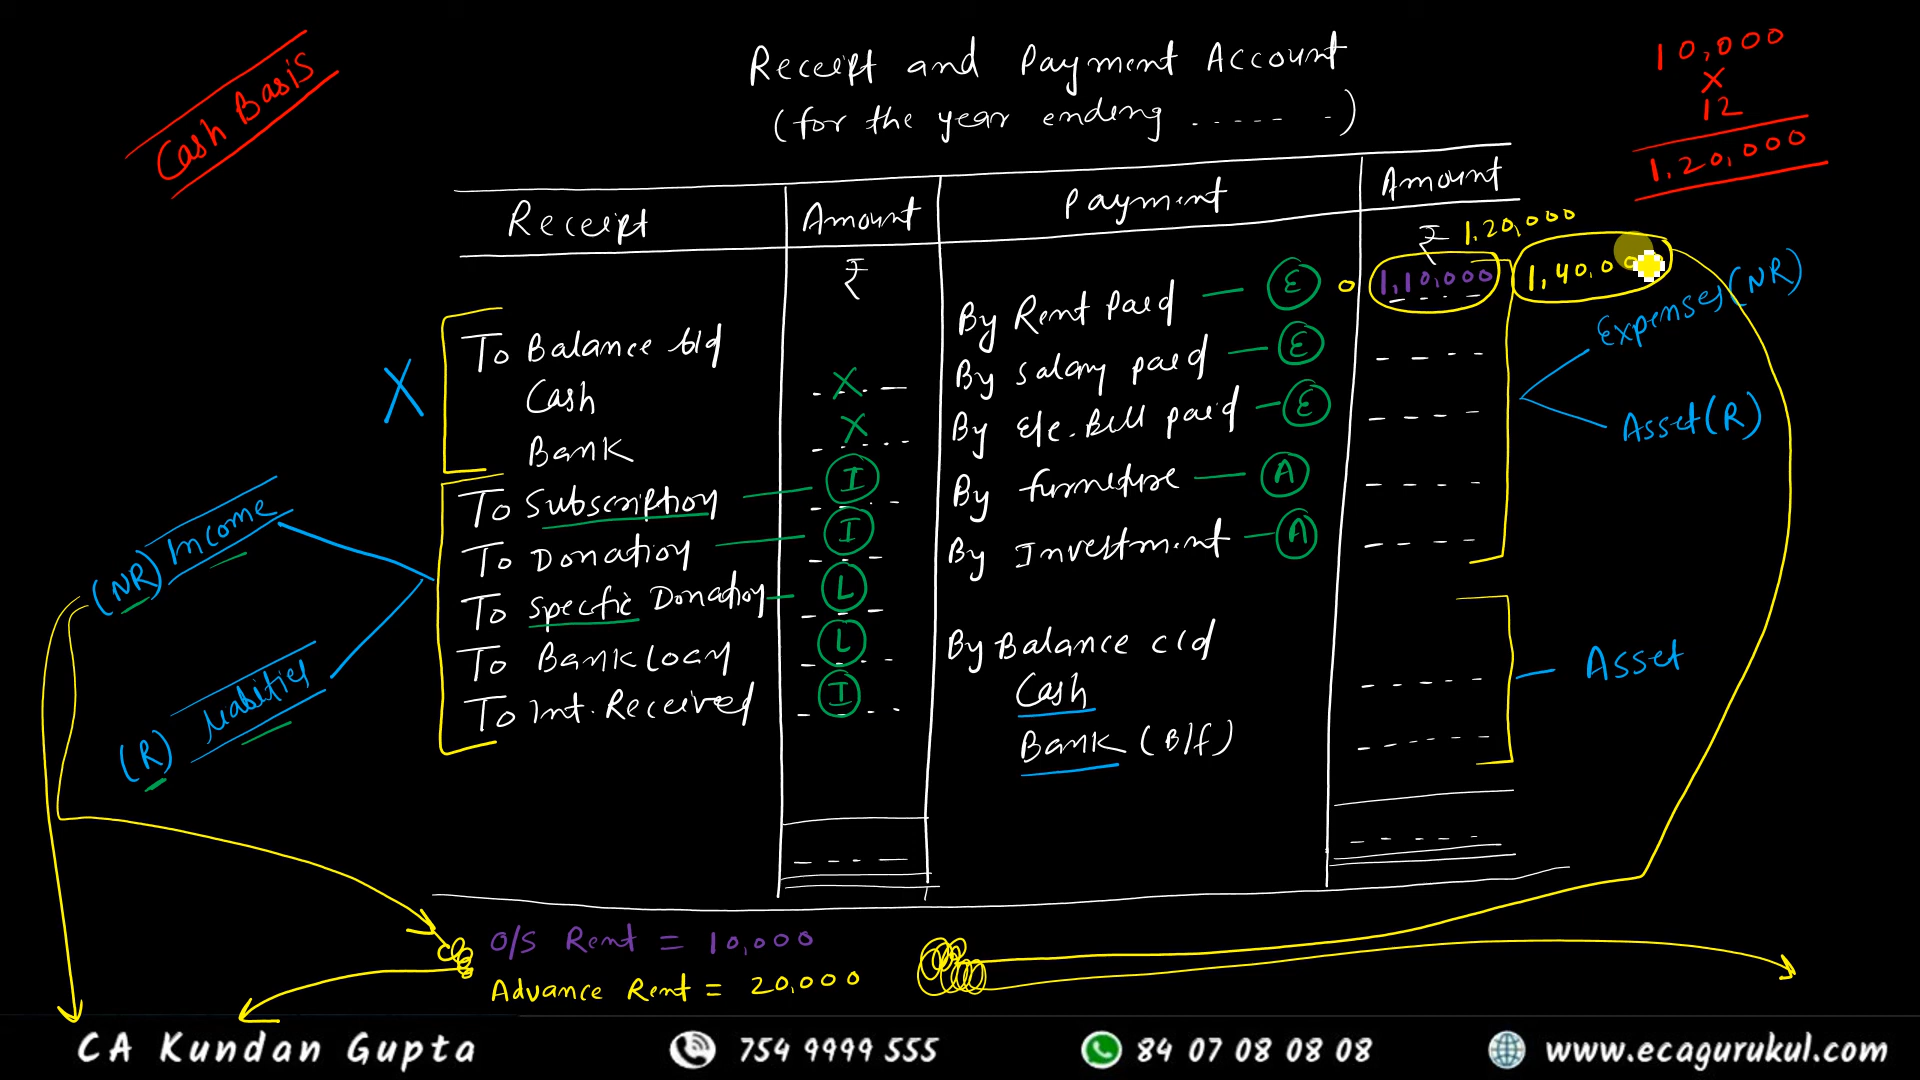 Cash Basis
Receipt and Payment Account
(for the year ending ..... .)
10,000
X
12
1,20,000
Receipt Amount Payment Amount
₹ ₹ 1,20,000
To Balance b/d
Cash X
Bank X
To Subscription I
To Donation I
To Specific Donation L
To Bank Loan L
To Int. Received I
By Rent Paid E 0 1,10,000 1,40,000
By Salary paid E
By Ele. Bill paid E
By furniture A
By Investment A
By Balance c/d
Cash
Bank (B/f)
X
(NR) Income
(R) Liabilities
Expenses (NR)
Asset (R)
Asset
O/S Rent = 10,000
Advance Rent = 20,000
CA Kundan Gupta 754 9999 555 84 07 08 08 08 www.ecagurukul.com